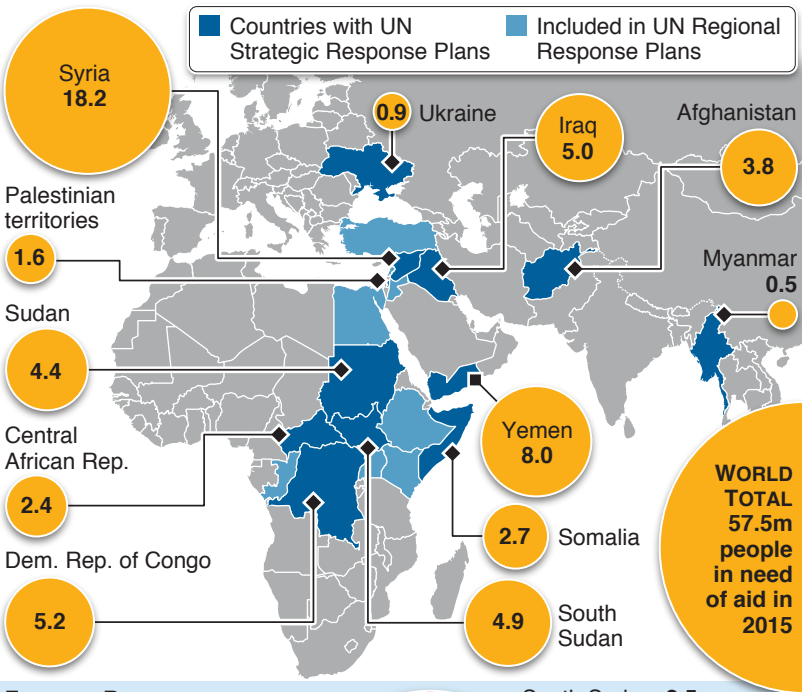 Countries with UN
Strategic Response Plans
Included in UN Regional
Response Plans
Syria
18.2
0.9
Ukraine
Iraq
5.0
Afghanistan
3.8
Palestinian
territories
1.6
Myanmar
0.5
Sudan
4.4
Central
African Rep.
2.4
Yemen
8.0
Dem. Rep. of Congo
5.2
2.7
Somalia
4.9
South
Sudan
WORLD
TOTAL
57.5m
people
in need
of aid in
2015